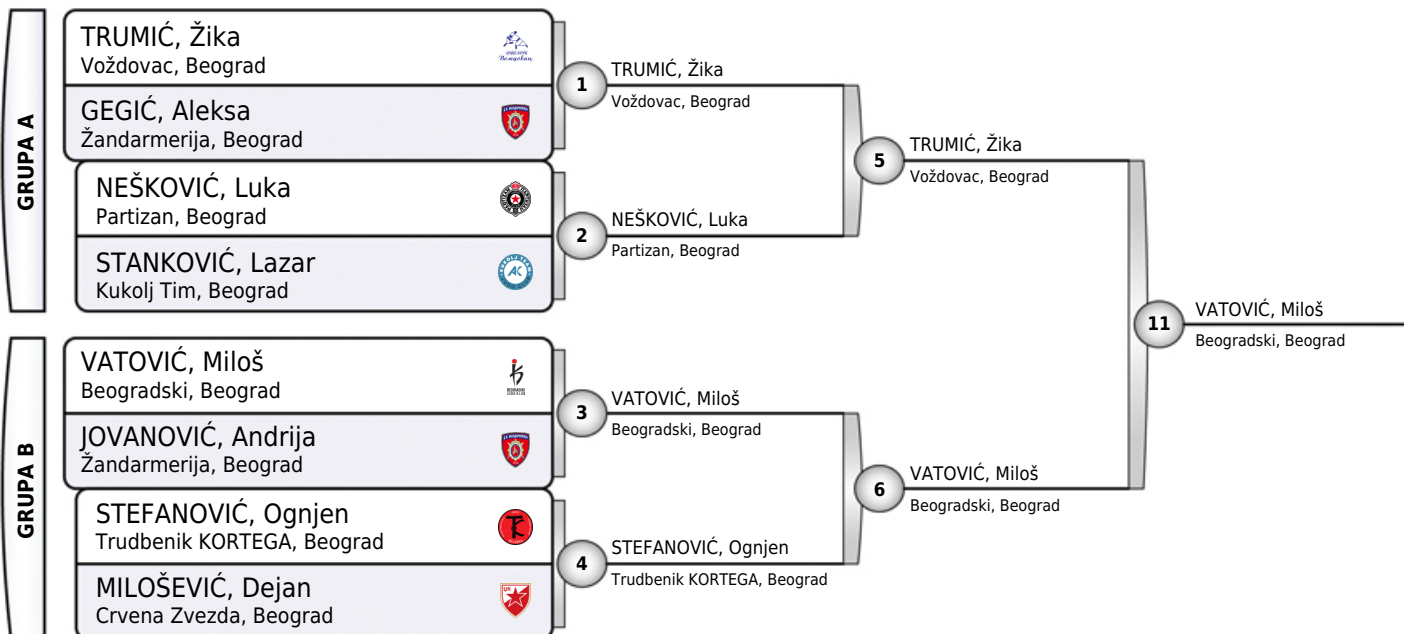 GRUPA A
TRUMIĆ, Žika
Voždovac, Beograd
GEGIĆ, Aleksa
Žandarmerija, Beograd
NEŠKOVIĆ, Luka
Partizan, Beograd
STANKOVIĆ, Lazar
Kukolj Tim, Beograd
1
TRUMIĆ, Žika
Voždovac, Beograd
2
NEŠKOVIĆ, Luka
Partizan, Beograd
5
TRUMIĆ, Žika
Voždovac, Beograd
GRUPA B
VATOVIĆ, Miloš
Beogradski, Beograd
JOVANOVIĆ, Andrija
Žandarmerija, Beograd
STEFANOVIĆ, Ognjen
Trudbenik KORTEGA, Beograd
MILOŠEVIĆ, Dejan
Crvena Zvezda, Beograd
3
VATOVIĆ, Miloš
Beogradski, Beograd
4
STEFANOVIĆ, Ognjen
Trudbenik KORTEGA, Beograd
6
VATOVIĆ, Miloš
Beogradski, Beograd
11
VATOVIĆ, Miloš
Beogradski, Beograd